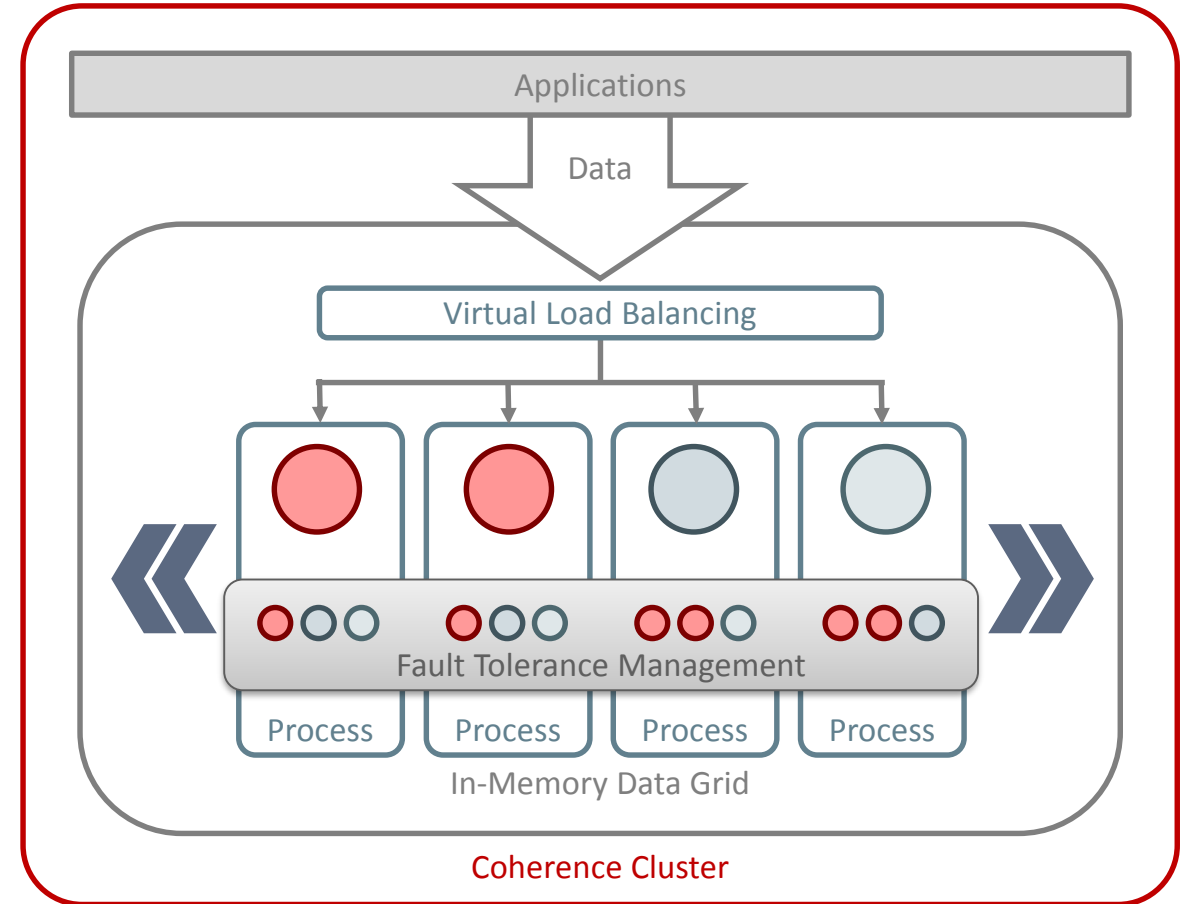 Applications
Data
Virtual Load Balancing
Fault Tolerance Management
Process Process Process Process
In-Memory Data Grid
Coherence Cluster